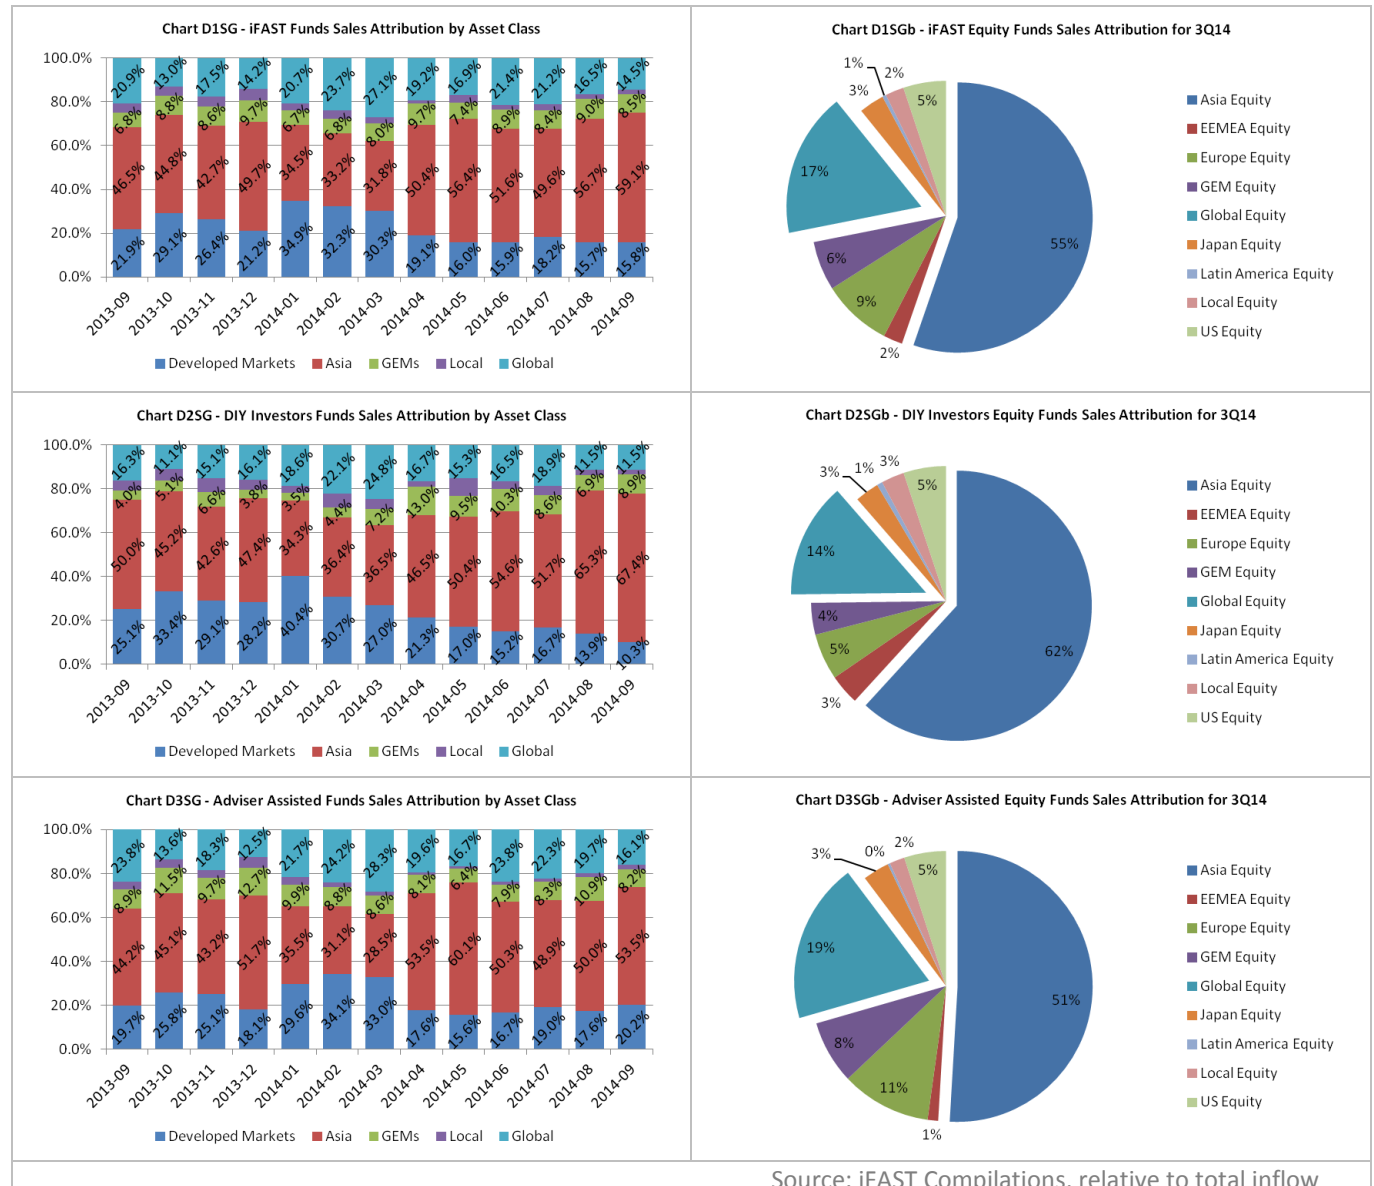 Chart D1SG - iFAST Funds Sales Attribution by Asset Class
100.0%
80.0%
60.0%
40.0%
20.0%
0.0%
20.9% 13.0% 17.5% 14.2% 20.7% 23.7% 27.1% 19.2% 16.9% 21.4% 21.2% 16.5% 14.5%
6.8% 8.8% 8.6% 9.7% 6.7% 6.8% 8.0% 9.7% 7.4% 8.9% 8.4% 9.0% 8.5%
46.5% 44.8% 42.7% 49.7% 34.5% 33.2% 31.8% 50.4% 56.4% 51.6% 49.6% 56.7% 59.1%
21.9% 29.1% 26.4% 21.2% 34.9% 32.3% 30.3% 19.1% 16.0% 15.9% 18.2% 15.7% 15.8%
2013-09 2013-10 2013-11 2013-12 2014-01 2014-02 2014-03 2014-04 2014-05 2014-06 2014-07 2014-08 2014-09
Developed Markets Asia GEMs Local Global
Chart D1SGb - iFAST Equity Funds Sales Attribution for 3Q14
1% 2%
3% 5%
17%
55%
6%
9%
2%
Asia Equity
EEMEA Equity
Europe Equity
GEM Equity
Global Equity
Japan Equity
Latin America Equity
Local Equity
US Equity
Chart D2SG - DIY Investors Funds Sales Attribution by Asset Class
100.0%
80.0%
60.0%
40.0%
20.0%
0.0%
16.3% 11.1% 15.1% 16.1% 18.6% 22.1% 24.8% 16.7% 15.3% 16.5% 18.9% 11.5% 11.5%
4.0% 5.1% 6.6% 3.8% 3.5% 4.4% 7.2% 13.0% 9.5% 10.3% 8.6% 6.9% 8.9%
50.0% 45.2% 42.6% 47.4% 34.3% 36.4% 36.5% 46.5% 50.4% 54.6% 51.7% 65.3% 67.4%
25.1% 33.4% 29.1% 28.2% 40.4% 30.7% 27.0% 21.3% 17.0% 15.2% 16.7% 13.9% 10.3%
2013-09 2013-10 2013-11 2013-12 2014-01 2014-02 2014-03 2014-04 2014-05 2014-06 2014-07 2014-08 2014-09
Developed Markets Asia GEMs Local Global
Chart D2SGb - DIY Investors Equity Funds Sales Attribution for 3Q14
3% 1% 3%
5%
14%
4%
5%
62%
3%
Asia Equity
EEMEA Equity
Europe Equity
GEM Equity
Global Equity
Japan Equity
Latin America Equity
Local Equity
US Equity
Chart D3SG - Adviser Assisted Funds Sales Attribution by Asset Class
100.0%
80.0%
60.0%
40.0%
20.0%
0.0%
23.8% 13.6% 18.3% 12.5% 21.7% 24.2% 28.3% 19.6% 16.7% 23.8% 22.3% 19.7% 16.1%
8.9% 11.5% 9.7% 12.7% 9.9% 8.8% 8.6% 8.1% 6.4% 7.9% 8.3% 10.9% 8.2%
44.2% 45.1% 43.2% 51.7% 35.5% 31.1% 28.5% 53.5% 60.1% 50.3% 48.9% 50.0% 53.5%
19.7% 25.8% 25.1% 18.1% 29.6% 34.1% 33.0% 17.6% 15.6% 16.7% 19.0% 17.6% 20.2%
2013-09 2013-10 2013-11 2013-12 2014-01 2014-02 2014-03 2014-04 2014-05 2014-06 2014-07 2014-08 2014-09
Developed Markets Asia GEMs Local Global
Chart D3SGb - Adviser Assisted Equity Funds Sales Attribution for 3Q14
3% 0% 2%
5%
19%
51%
8%
11%
1%
Asia Equity
EEMEA Equity
Europe Equity
GEM Equity
Global Equity
Japan Equity
Latin America Equity
Local Equity
US Equity
Source: iFAST Compilations, relative to total inflow